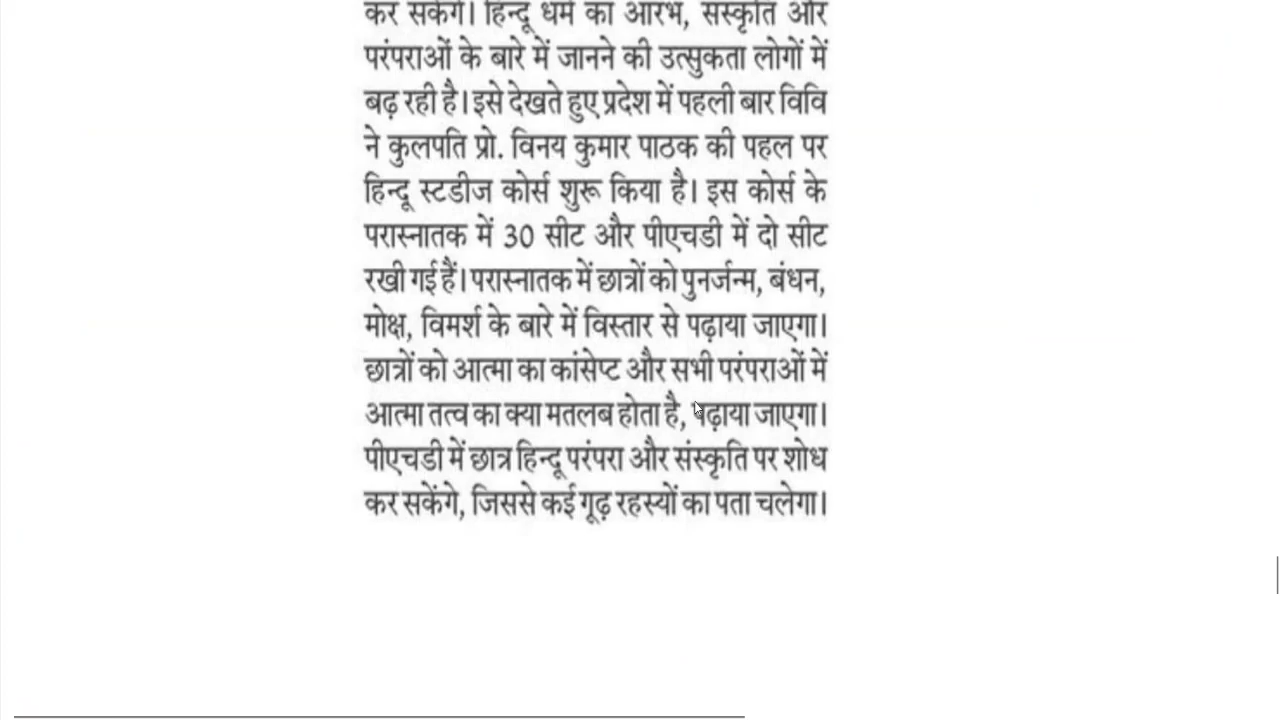 कर सकेंगे। हिन्दू धर्म का आरंभ, संस्कृति और
परंपराओं के बारे में जानने की उत्सुकता लोगों में
बढ़ रही है। इसे देखते हुए प्रदेश में पहली बार विवि
ने कुलपति प्रो. विनय कुमार पाठक की पहल पर
हिन्दू स्टडीज कोर्स शुरू किया है। इस कोर्स के
परास्नातक में 30 सीट और पीएचडी में दो सीट
रखी गई हैं। परास्नातक में छात्रों को पुनर्जन्म, बंधन,
मोक्ष, विमर्श के बारे में विस्तार से पढ़ाया जाएगा।
छात्रों को आत्मा का कांसेप्ट और सभी परंपराओं में
आत्मा तत्व का क्या मतलब होता है, पढ़ाया जाएगा।
पीएचडी में छात्र हिन्दू परंपरा और संस्कृति पर शोध
कर सकेंगे, जिससे कई गूढ़ रहस्यों का पता चलेगा।